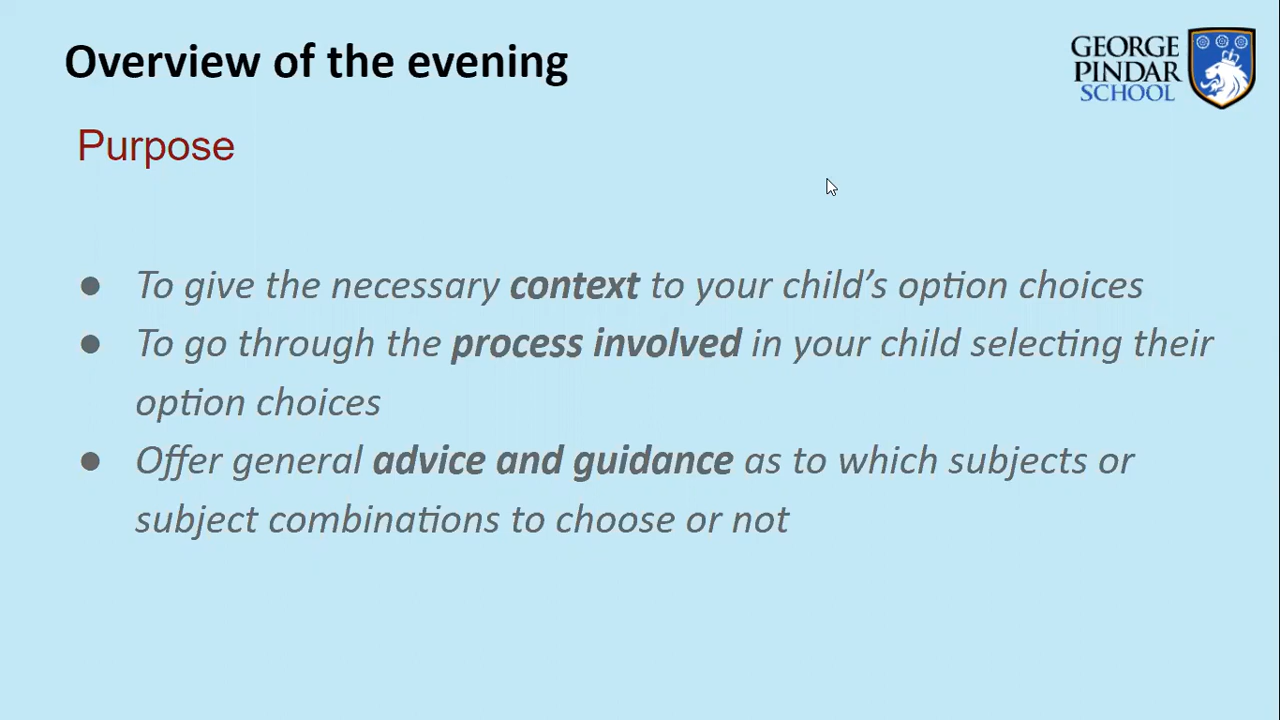 Overview of the evening
GEORGE
PINDAR
SCHOOL
Purpose
● To give the necessary context to your child’s option choices
● To go through the process involved in your child selecting their
option choices
● Offer general advice and guidance as to which subjects or
subject combinations to choose or not